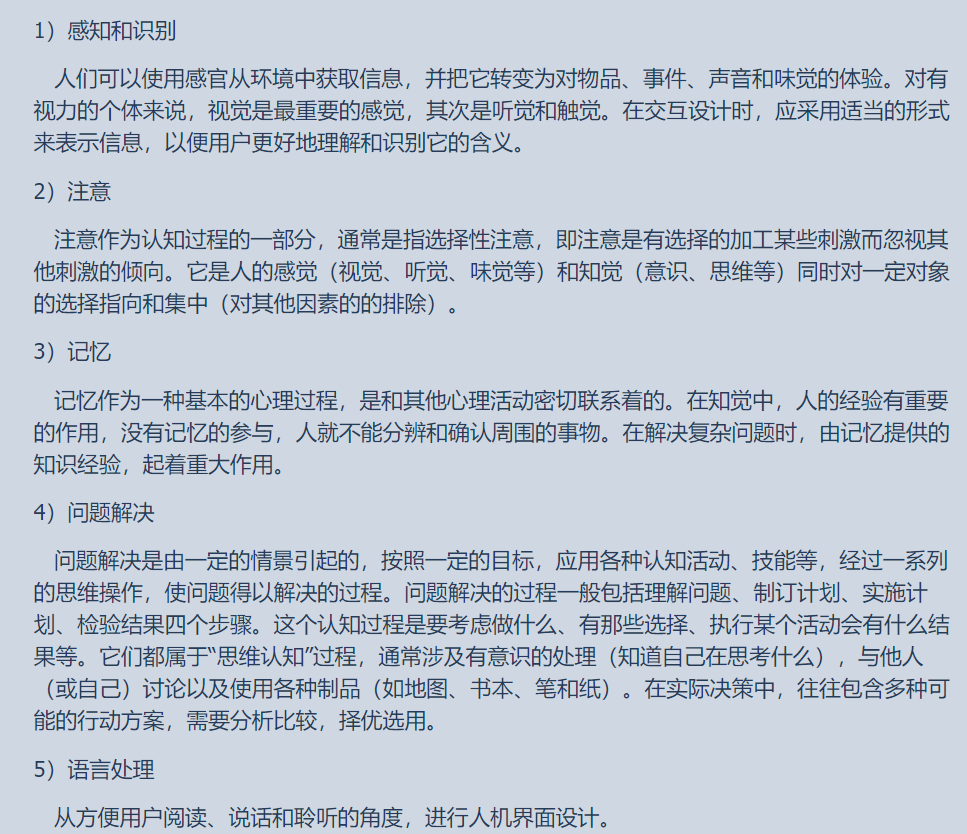 1）感知和识别
人们可以使用感官从环境中获取信息，并把它转变为对物品、事件、声音和味觉的体验。对有
视力的个体来说，视觉是最重要的感觉，其次是听觉和触觉。在交互设计时，应采用适当的形式
来表示信息，以便用户更好地理解和识别它的含义。
2）注意
注意作为认知过程的一部分，通常是指选择性注意，即注意是有选择的加工某些刺激而忽视其
他刺激的倾向。它是人的感觉（视觉、听觉、味觉等）和知觉（意识、思维等）同时对一定对象
的选择指向和集中（对其他因素的的排除）。
3）记忆
记忆作为一种基本的心理过程，是和其他心理活动密切联系着的。在知觉中，人的经验有重要
的作用，没有记忆的参与，人就不能分辨和确认周围的事物。在解决复杂问题时，由记忆提供的
知识经验，起着重大作用。
4）问题解决
问题解决是由一定的情景引起的，按照一定的目标，应用各种认知活动、技能等，经过一系列
的思维操作，使问题得以解决的过程。问题解决的过程一般包括理解问题、制订计划、实施计
划、检验结果四个步骤。这个认知过程是要考虑做什么、有那些选择、执行某个活动会有什么结
果等。它们都属于“思维认知”过程，通常涉及有意识的处理（知道自己在思考什么），与他人
（或自己）讨论以及使用各种制品（如地图、书本、笔和纸）。在实际决策中，往往包含多种可
能的行动方案，需要分析比较，择优选用。
5）语言处理
从方便用户阅读、说话和聆听的角度，进行人机界面设计。